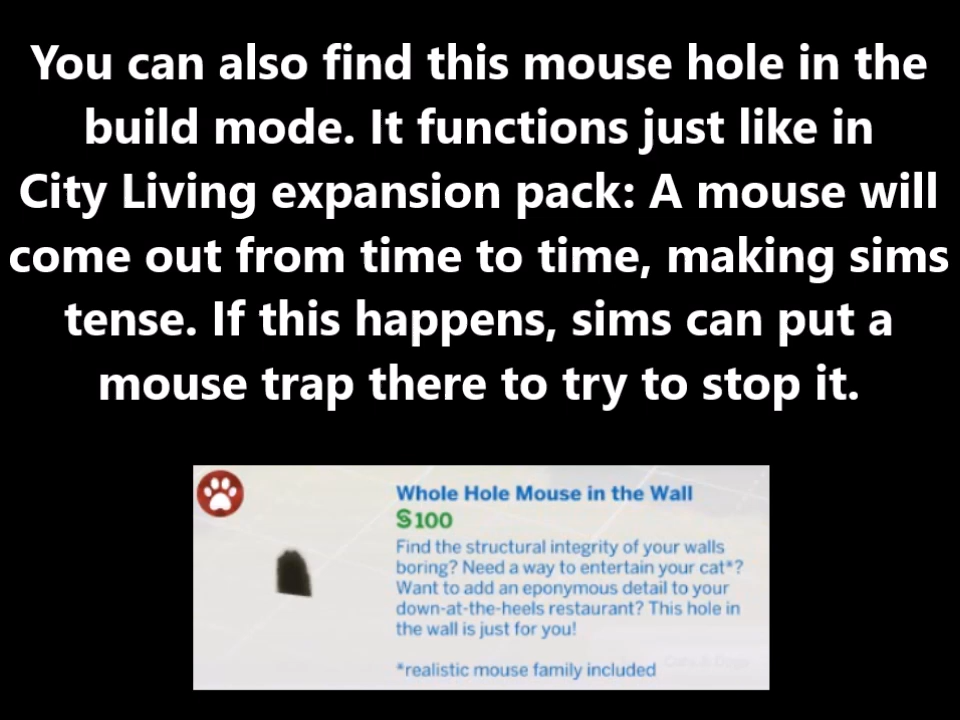 You can also find this mouse hole in the
build mode. It functions just like in
City Living expansion pack: A mouse will
come out from time to time, making sims
tense. If this happens, sims can put a
mouse trap there to try to stop it.
Whole Hole Mouse in the Wall
§100
Find the structural integrity of your walls
boring? Need a way to entertain your cat*?
Want to add an eponymous detail to your
down-at-the-heels restaurant? This hole in
the wall is just for you!
*realistic mouse family included